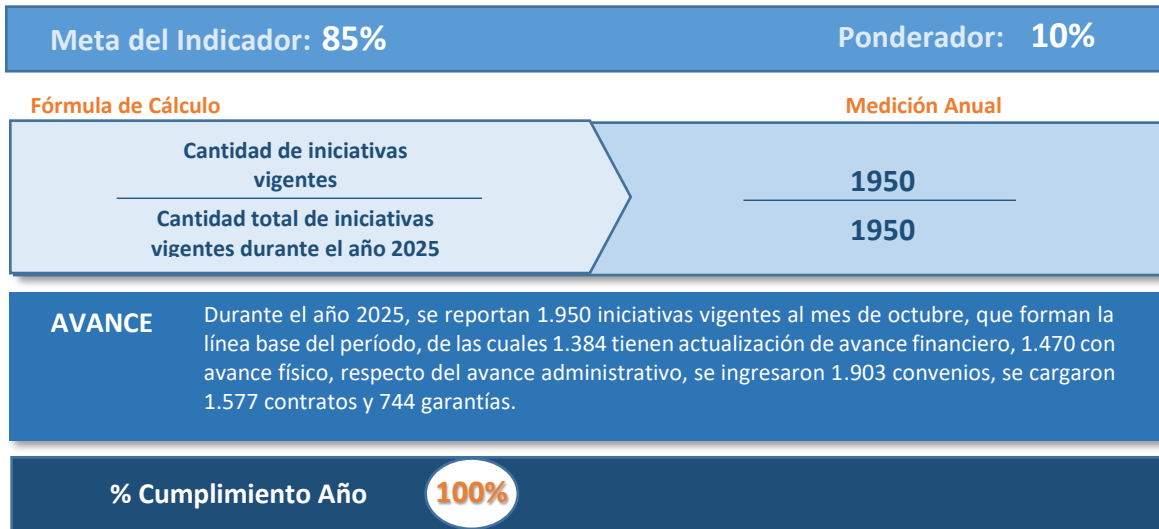 Meta del Indicador: 85%
Ponderador: 10%
Fórmula de Cálculo
Medición Anual
Cantidad de iniciativas
vigentes
Cantidad total de iniciativas
vigentes durante el año 2025
1950
1950
AVANCE
Durante el año 2025, se reportan 1.950 iniciativas vigentes al mes de octubre, que forman la
línea base del período, de las cuales 1.384 tienen actualización de avance financiero, 1.470 con
avance físico, respecto del avance administrativo, se ingresaron 1.903 convenios, se cargaron
1.577 contratos y 744 garantías.
% Cumplimiento Año
100%